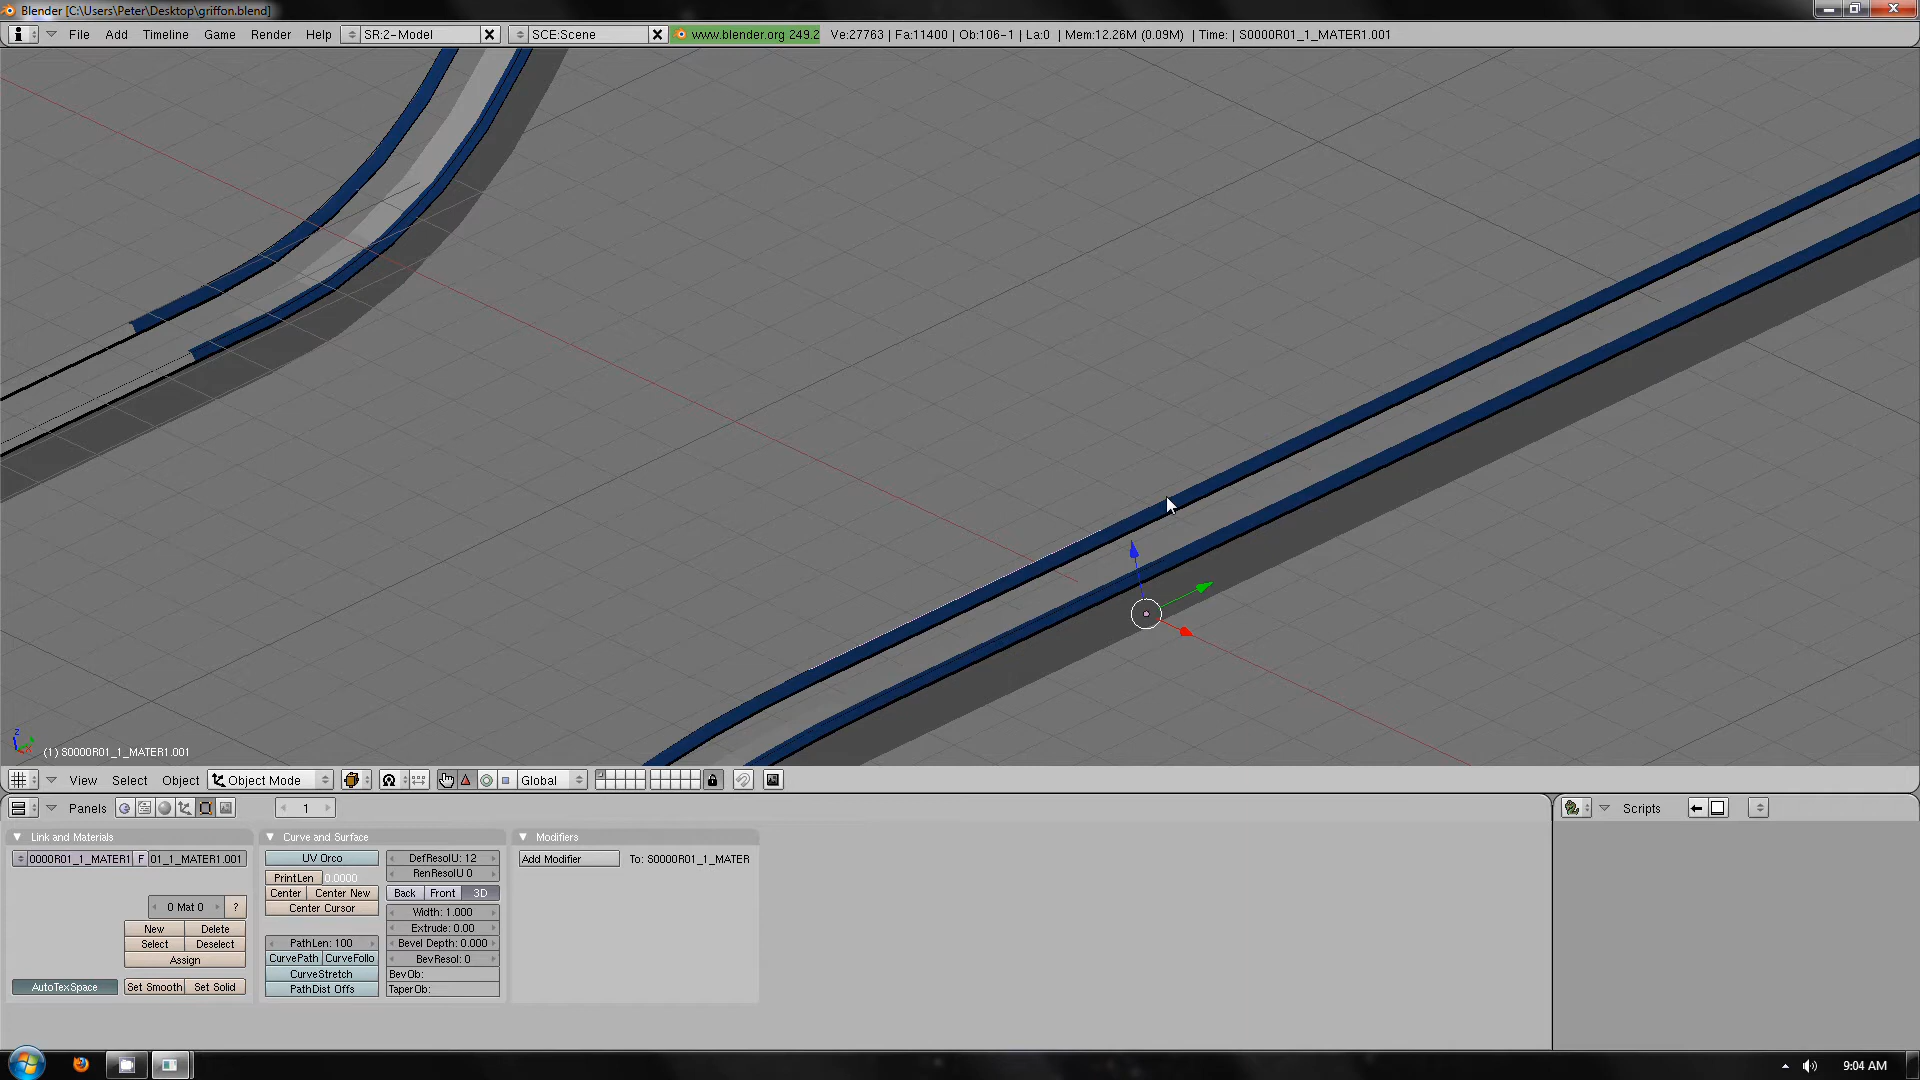 Blender [C:\Users\Peter\Desktop\griffon.blend]
File Add Timeline Game Render Help SR:2-Model SCE:Scene www.blender.org 249.2 Ve:27763 | Fa:11400 | Ob:106-1 | La:0 | Mem:12.26M (0.09M) | Time: | S0000R01_1_MATER1.001
z
(1) S0000R01_1_MATER1.001
View Select Object Object Mode Global
Panels 1 Scripts
Link and Materials Curve and Surface Modifiers
0000R01_1_MATER1 F 01_1_MATER1.001 UV Orco DefResolU: 12 Add Modifier To: S0000R01_1_MATER
PrintLen 0.0000 RenResolU 0
Center Center New Back Front 3D
0 Mat 0 ? Center Cursor Width: 1.000
New Delete Extrude: 0.00
Select Deselect PathLen: 100 Bevel Depth: 0.000
Assign CurvePath CurveFollo BevResol: 0
CurveStretch BevOb:
AutoTexSpace Set Smooth Set Solid PathDist Offs TaperOb:
9:04 AM